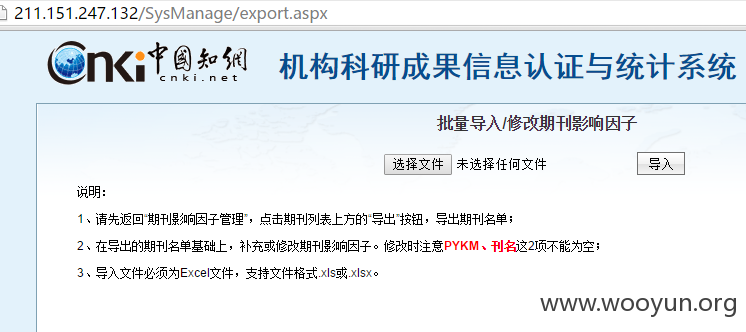 211.151.247.132/SysManage/export.aspx
Cnki 中國知網 cnki.net 机构科研成果信息认证与统计系统
批量导入/修改期刊影响因子
选择文件 未选择任何文件 导入
说明：
1、请先返回“期刊影响因子管理”，点击期刊列表上方的“导出”按钮，导出期刊名单；
2、在导出的期刊名单基础上，补充或修改期刊影响因子。修改时注意PYKM、刊名这2项不能为空；
3、导入文件必须为Excel文件，支持文件格式.xls或.xlsx。
www.wooyun.org